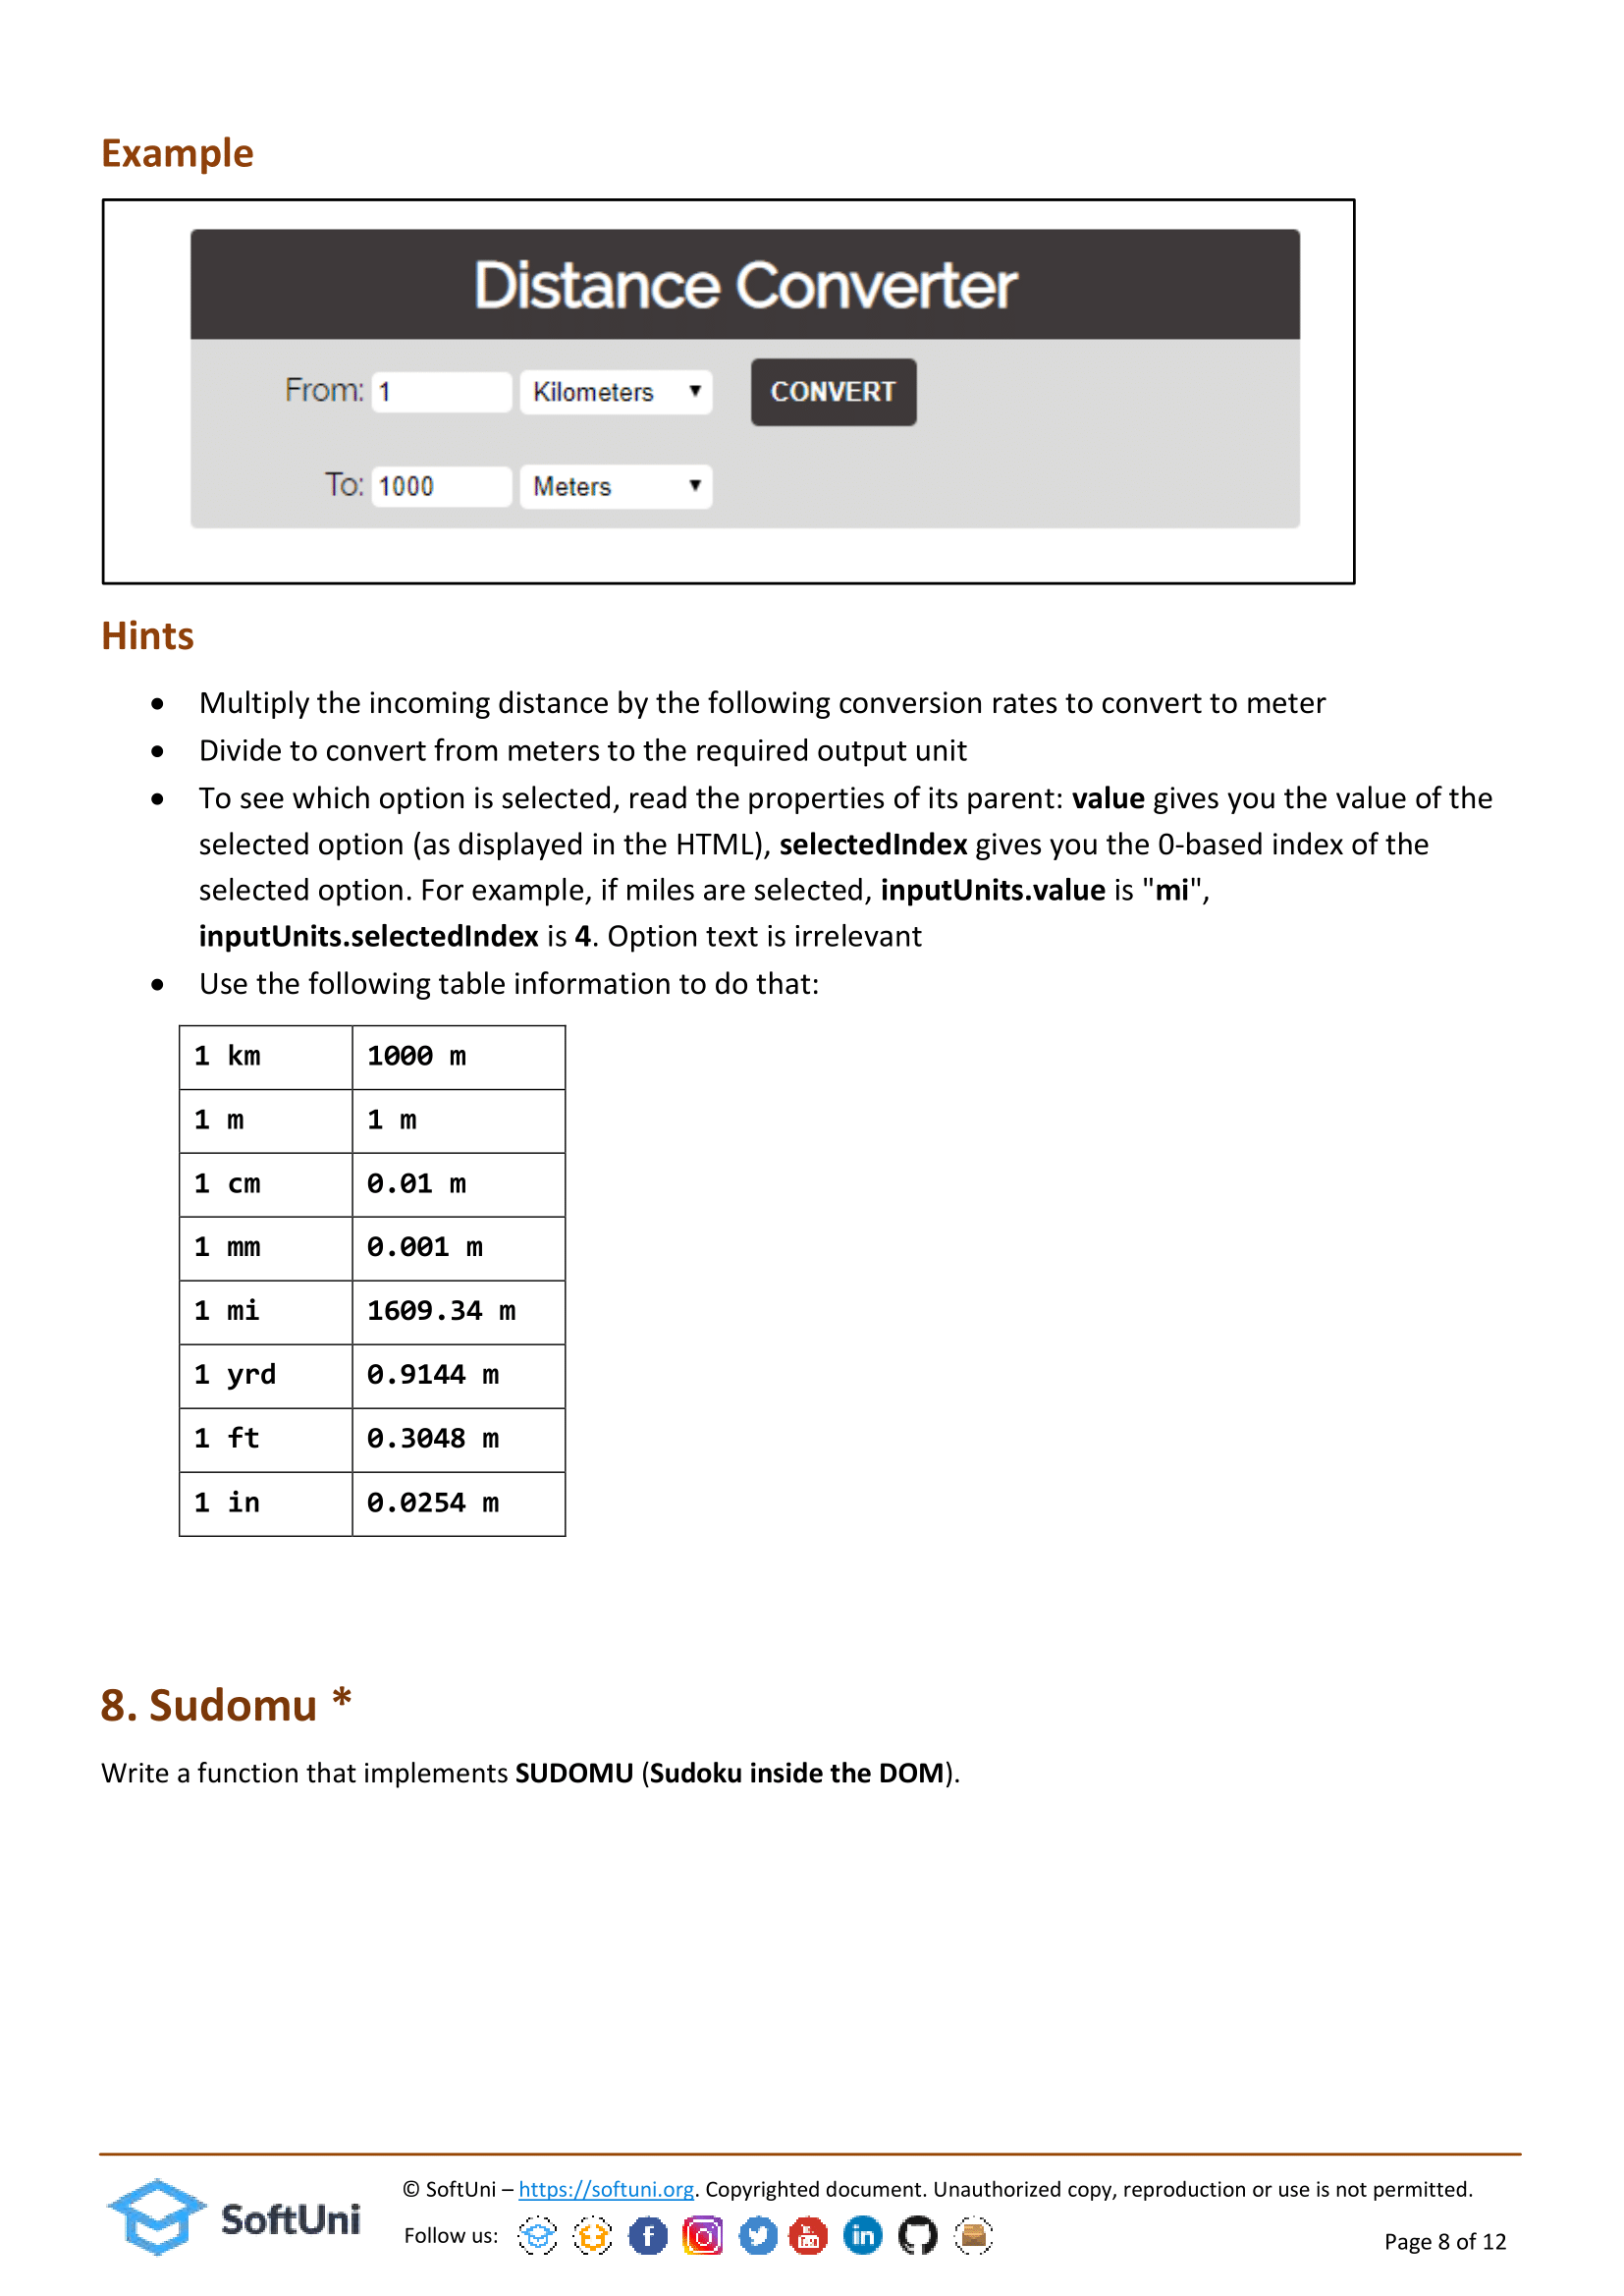 Example
Distance Converter
From: 1 Kilometers CONVERT
To: 1000 Meters
Hints
• Multiply the incoming distance by the following conversion rates to convert to meter
• Divide to convert from meters to the required output unit
• To see which option is selected, read the properties of its parent: value gives you the value of the
selected option (as displayed in the HTML), selectedIndex gives you the 0-based index of the
selected option. For example, if miles are selected, inputUnits.value is "mi",
inputUnits.selectedIndex is 4. Option text is irrelevant
• Use the following table information to do that:
1 km 1000 m
1 m 1 m
1 cm 0.01 m
1 mm 0.001 m
1 mi 1609.34 m
1 yrd 0.9144 m
1 ft 0.3048 m
1 in 0.0254 m
8. Sudomu *
Write a function that implements SUDOMU (Sudoku inside the DOM).
SoftUni
© SoftUni – https://softuni.org. Copyrighted document. Unauthorized copy, reproduction or use is not permitted.
Follow us:
Page 8 of 12